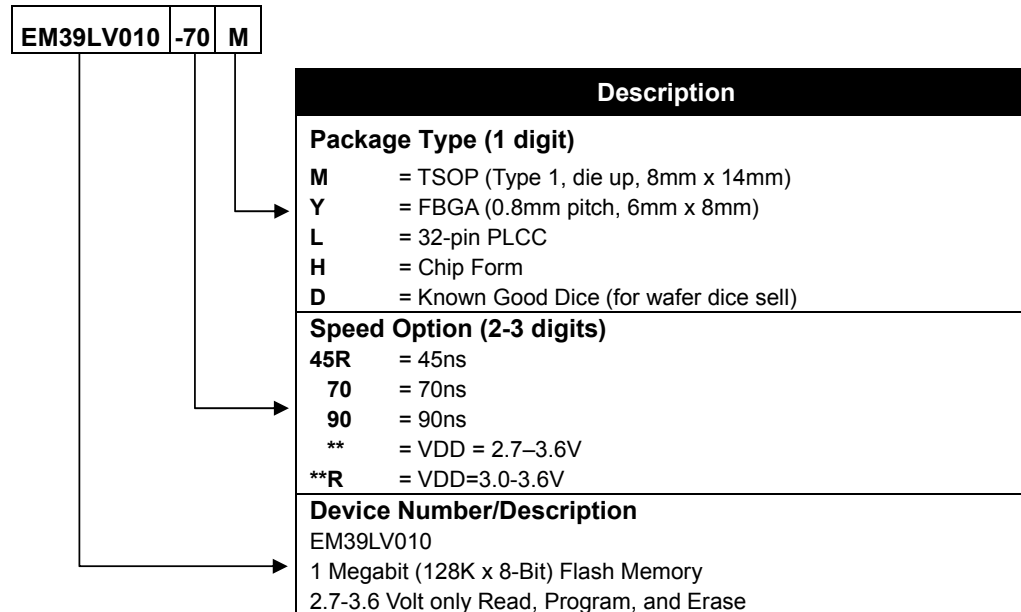 EM39LV010 -70 M
Description
Package Type (1 digit)
M = TSOP (Type 1, die up, 8mm x 14mm)
Y = FBGA (0.8mm pitch, 6mm x 8mm)
L = 32-pin PLCC
H = Chip Form
D = Known Good Dice (for wafer dice sell)
Speed Option (2-3 digits)
45R = 45ns
70 = 70ns
90 = 90ns
** = VDD = 2.7–3.6V
**R = VDD=3.0-3.6V
Device Number/Description
EM39LV010
1 Megabit (128K x 8-Bit) Flash Memory
2.7-3.6 Volt only Read, Program, and Erase